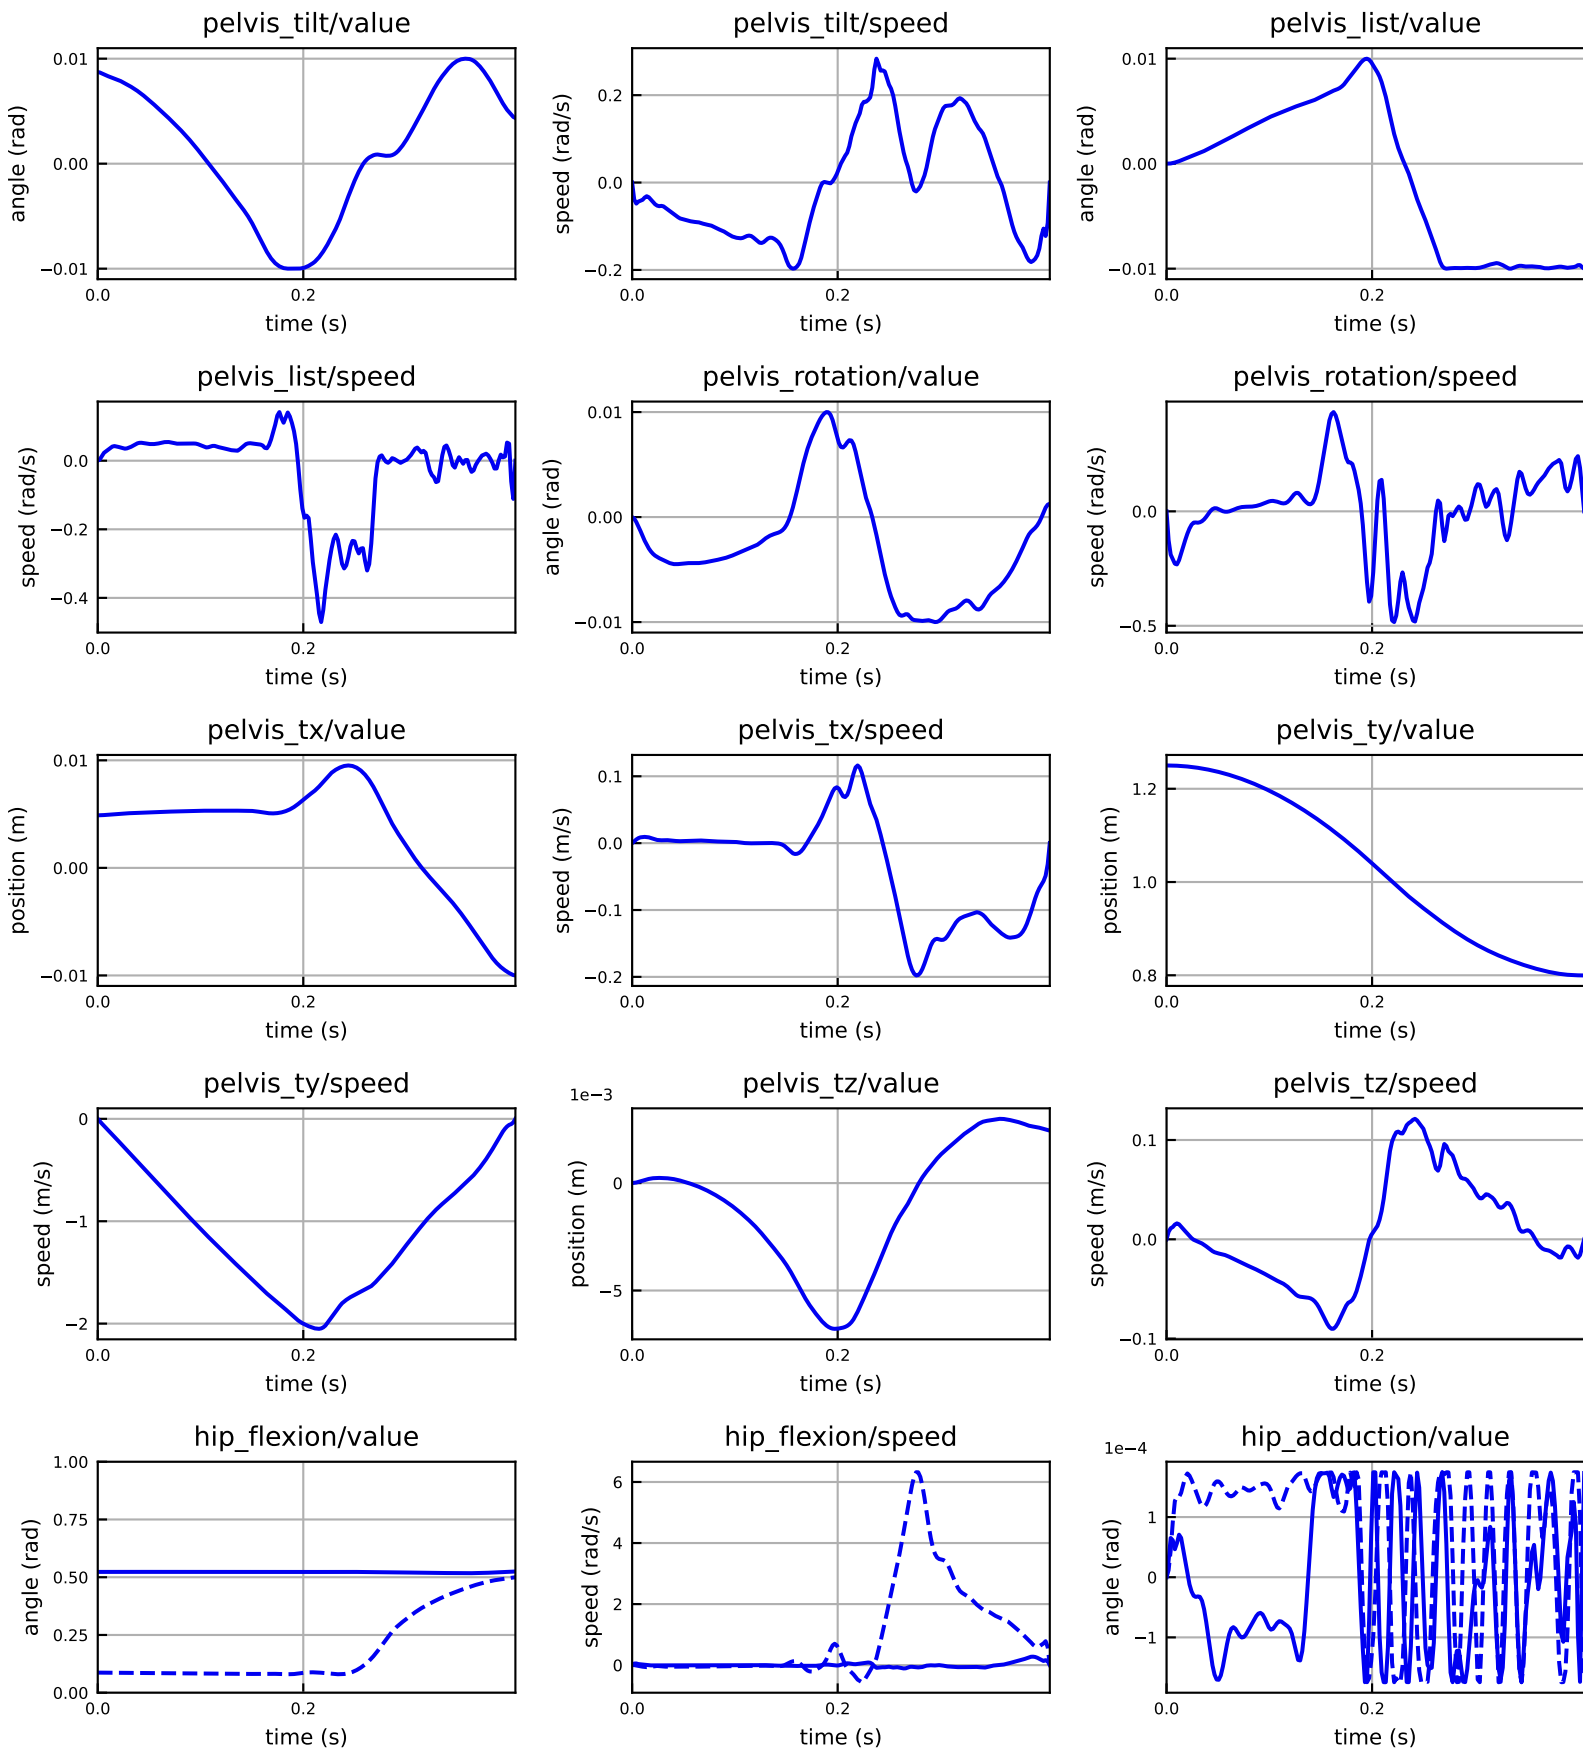 pelvis_tilt/value
pelvis_tilt/speed
pelvis_list/value
angle (rad)
0.01
0.00
−0.01
0.0
0.2
time (s)
speed (rad/s)
0.2
0.0
−0.2
0.0
0.2
time (s)
angle (rad)
0.01
0.00
−0.01
0.0
0.2
time (s)
pelvis_list/speed
pelvis_rotation/value
pelvis_rotation/speed
speed (rad/s)
0.0
−0.2
−0.4
0.0
0.2
time (s)
angle (rad)
0.01
0.00
−0.01
0.0
0.2
time (s)
speed (rad/s)
0.0
−0.5
0.0
0.2
time (s)
pelvis_tx/value
pelvis_tx/speed
pelvis_ty/value
position (m)
0.01
0.00
−0.01
0.0
0.2
time (s)
speed (m/s)
0.1
0.0
−0.1
−0.2
0.0
0.2
time (s)
position (m)
1.2
1.0
0.8
0.0
0.2
time (s)
pelvis_ty/speed
pelvis_tz/value
pelvis_tz/speed
speed (m/s)
0
−1
−2
0.0
0.2
time (s)
1e−3
position (m)
0
−5
0.0
0.2
time (s)
speed (m/s)
0.1
0.0
−0.1
0.0
0.2
time (s)
hip_flexion/value
hip_flexion/speed
hip_adduction/value
angle (rad)
1.00
0.75
0.50
0.25
0.00
0.0
0.2
time (s)
speed (rad/s)
6
4
2
0
0.0
0.2
time (s)
1e−4
angle (rad)
1
0
−1
0.0
0.2
time (s)